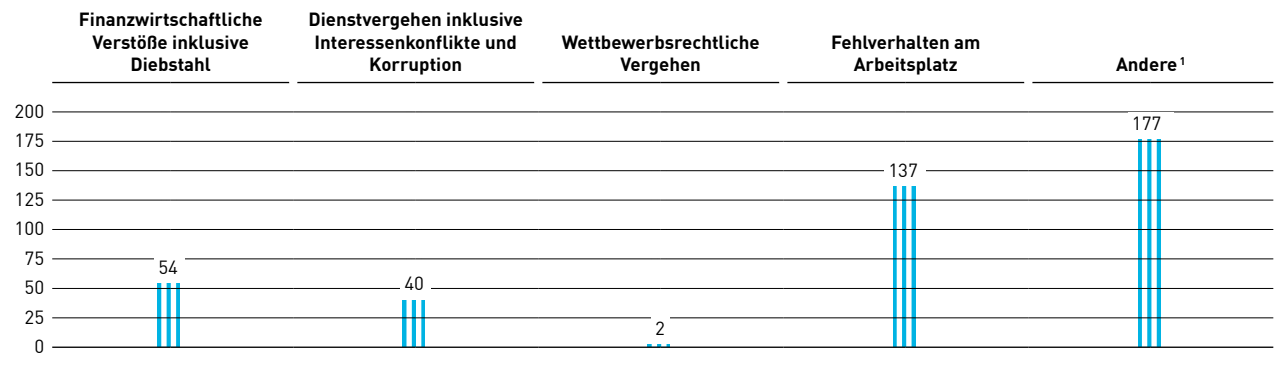 Finanzwirtschaftliche
Verstöße inklusive
Diebstahl
Dienstvergehen inklusive
Interessenkonflikte und
Korruption
Wettbewerbsrechtliche
Vergehen
Fehlverhalten am
Arbeitsplatz
Andere¹
200
175
150
125
100
75
50
25
0
54
40
2
137
177